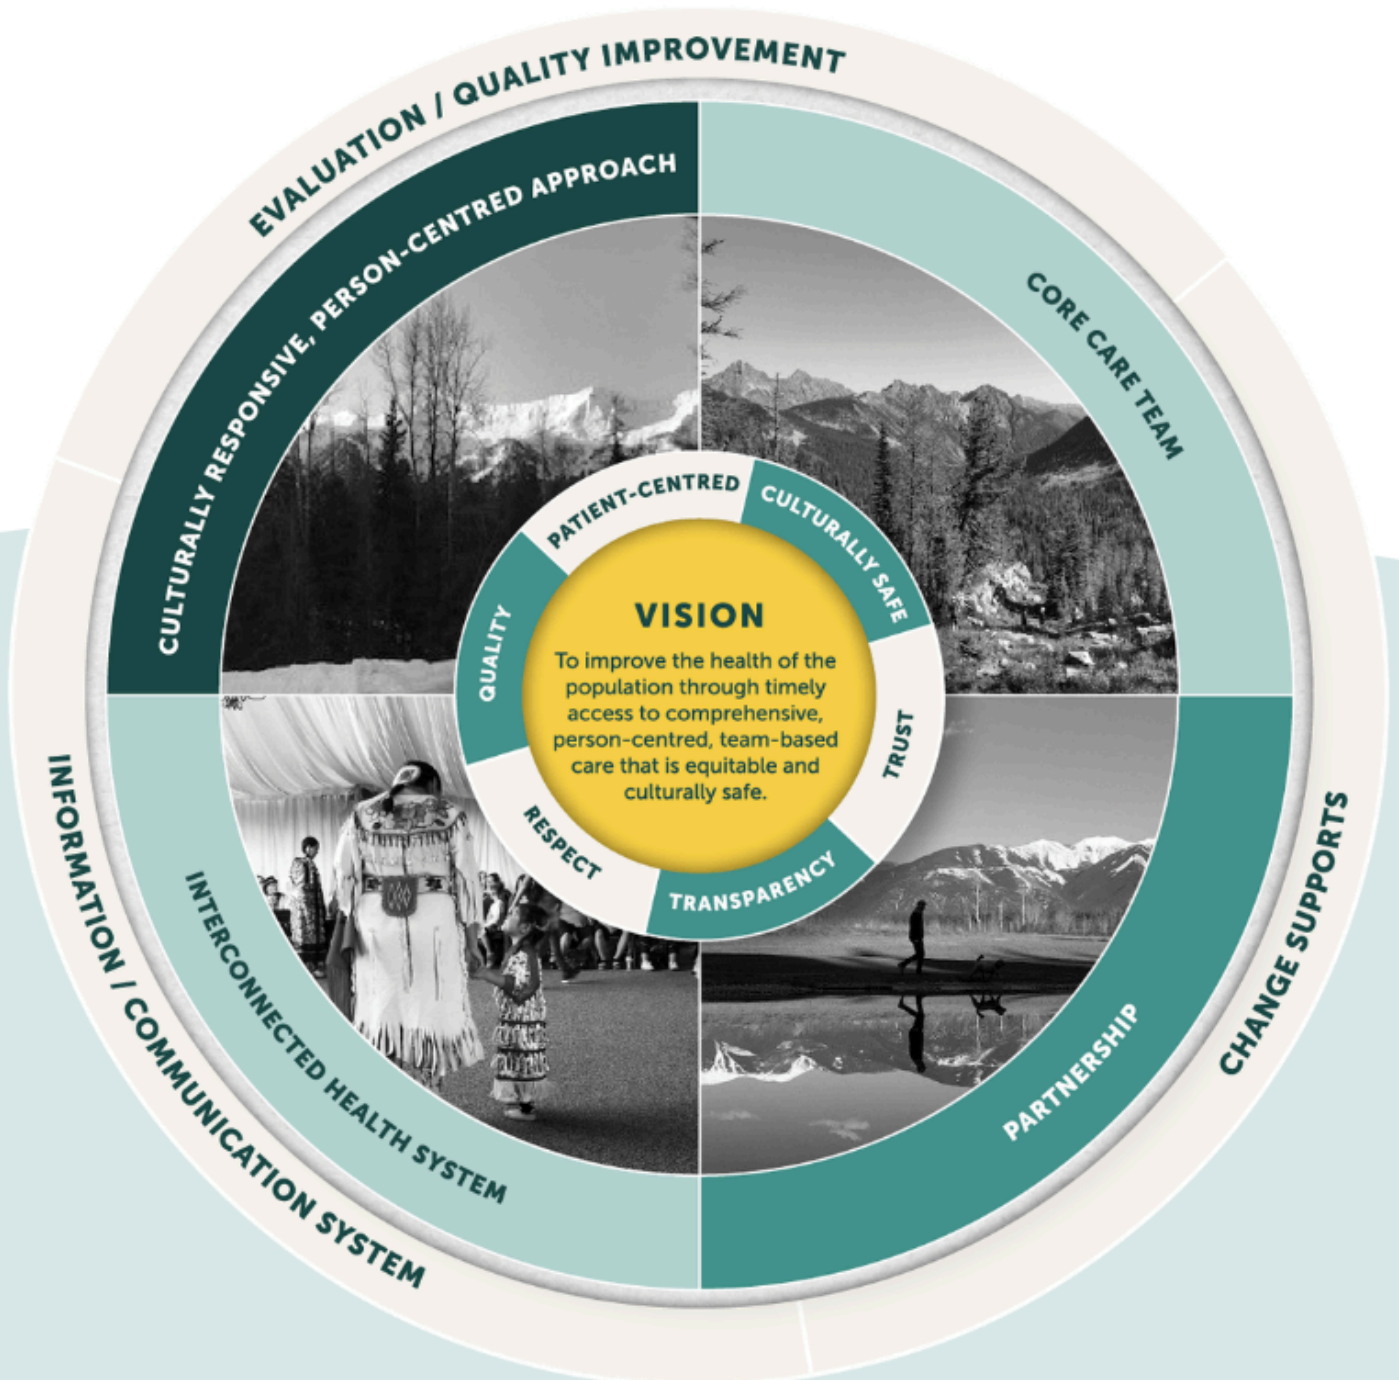 EVALUATION / QUALITY IMPROVEMENT
CULTURALLY RESPONSIVE, PERSON-CENTRED APPROACH
CORE CARE TEAM
PATIENT-CENTRED
CULTURALLY SAFE
QUALITY
VISION
To improve the health of the
population through timely
access to comprehensive,
person-centred, team-based
care that is equitable and
culturally safe.
TRUST
RESPECT
TRANSPARENCY
INFORMATION / COMMUNICATION SYSTEM
INTERCONNECTED HEALTH SYSTEM
PARTNERSHIP
CHANGE SUPPORTS